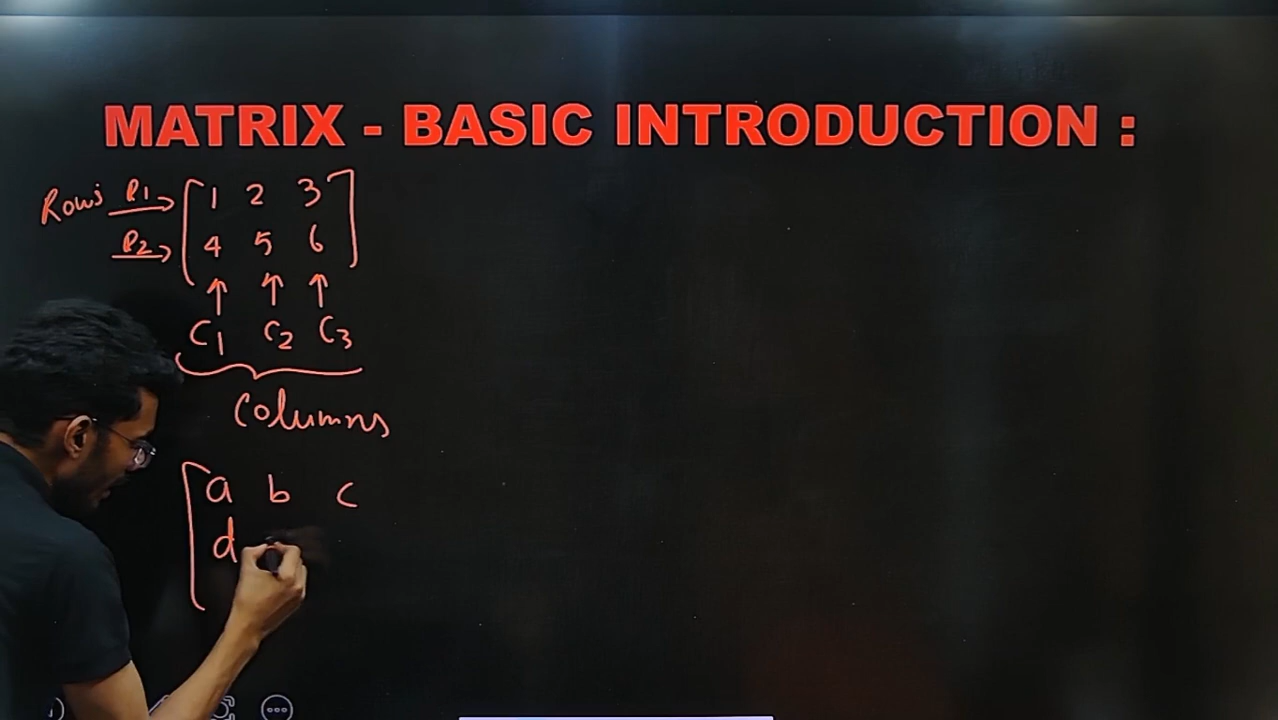 MATRIX - BASIC INTRODUCTION :
Rows R1 1 2 3
R2 4 5 6
C1 C2 C3
Columns
a b c
d